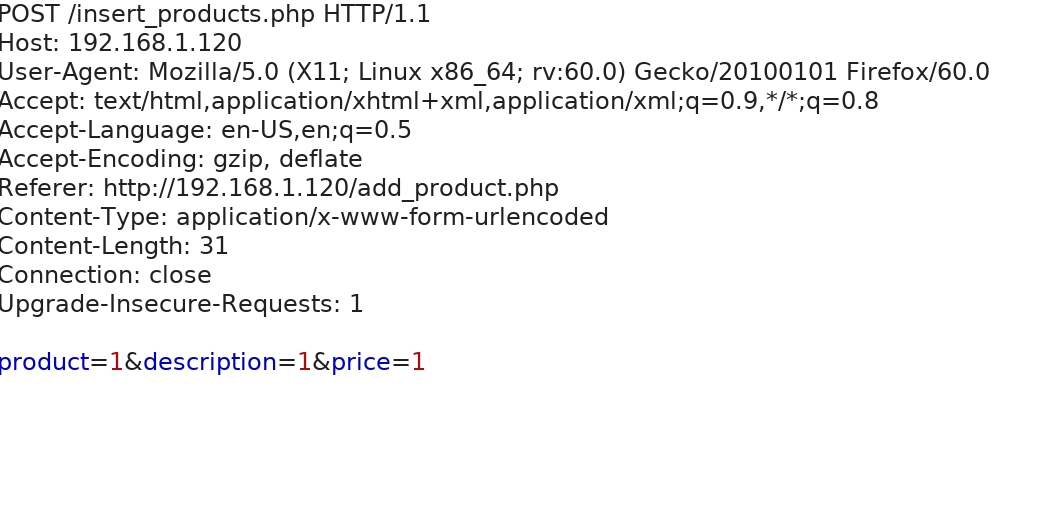 POST /insert_products.php HTTP/1.1
Host: 192.168.1.120
User-Agent: Mozilla/5.0 (X11; Linux x86_64; rv:60.0) Gecko/20100101 Firefox/60.0
Accept: text/html,application/xhtml+xml,application/xml;q=0.9,*/*;q=0.8
Accept-Language: en-US,en;q=0.5
Accept-Encoding: gzip, deflate
Referer: http://192.168.1.120/add_product.php
Content-Type: application/x-www-form-urlencoded
Content-Length: 31
Connection: close
Upgrade-Insecure-Requests: 1

product=1&description=1&price=1